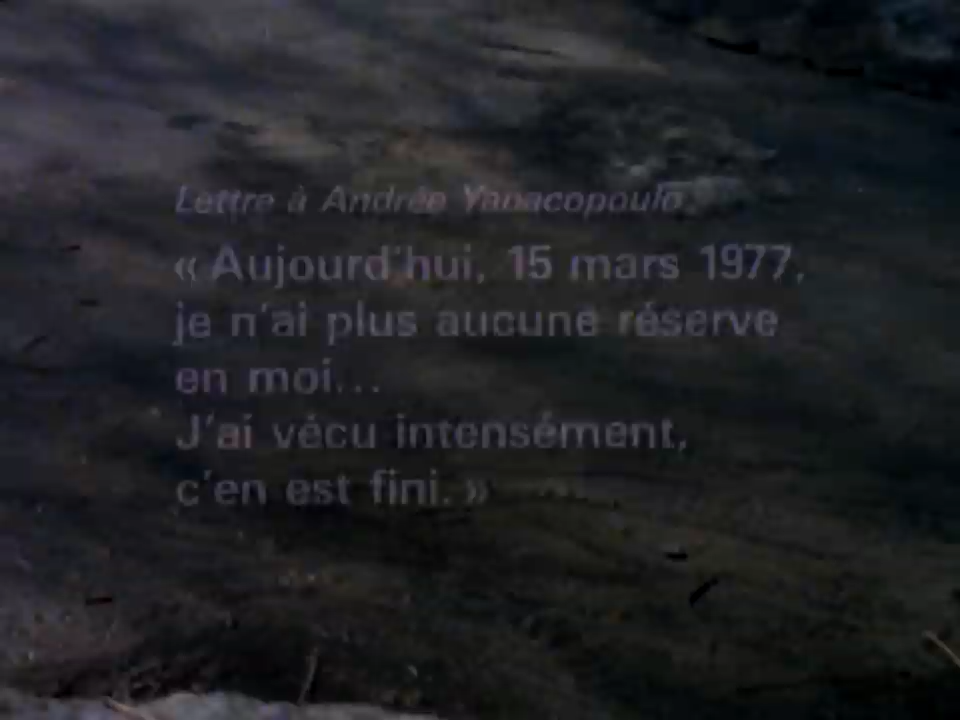 Lettre à Andrée Yanacopoulo
« Aujourd'hui, 15 mars 1977,
je n'ai plus aucune réserve
en moi...
J'ai vécu intensément,
c'en est fini. »